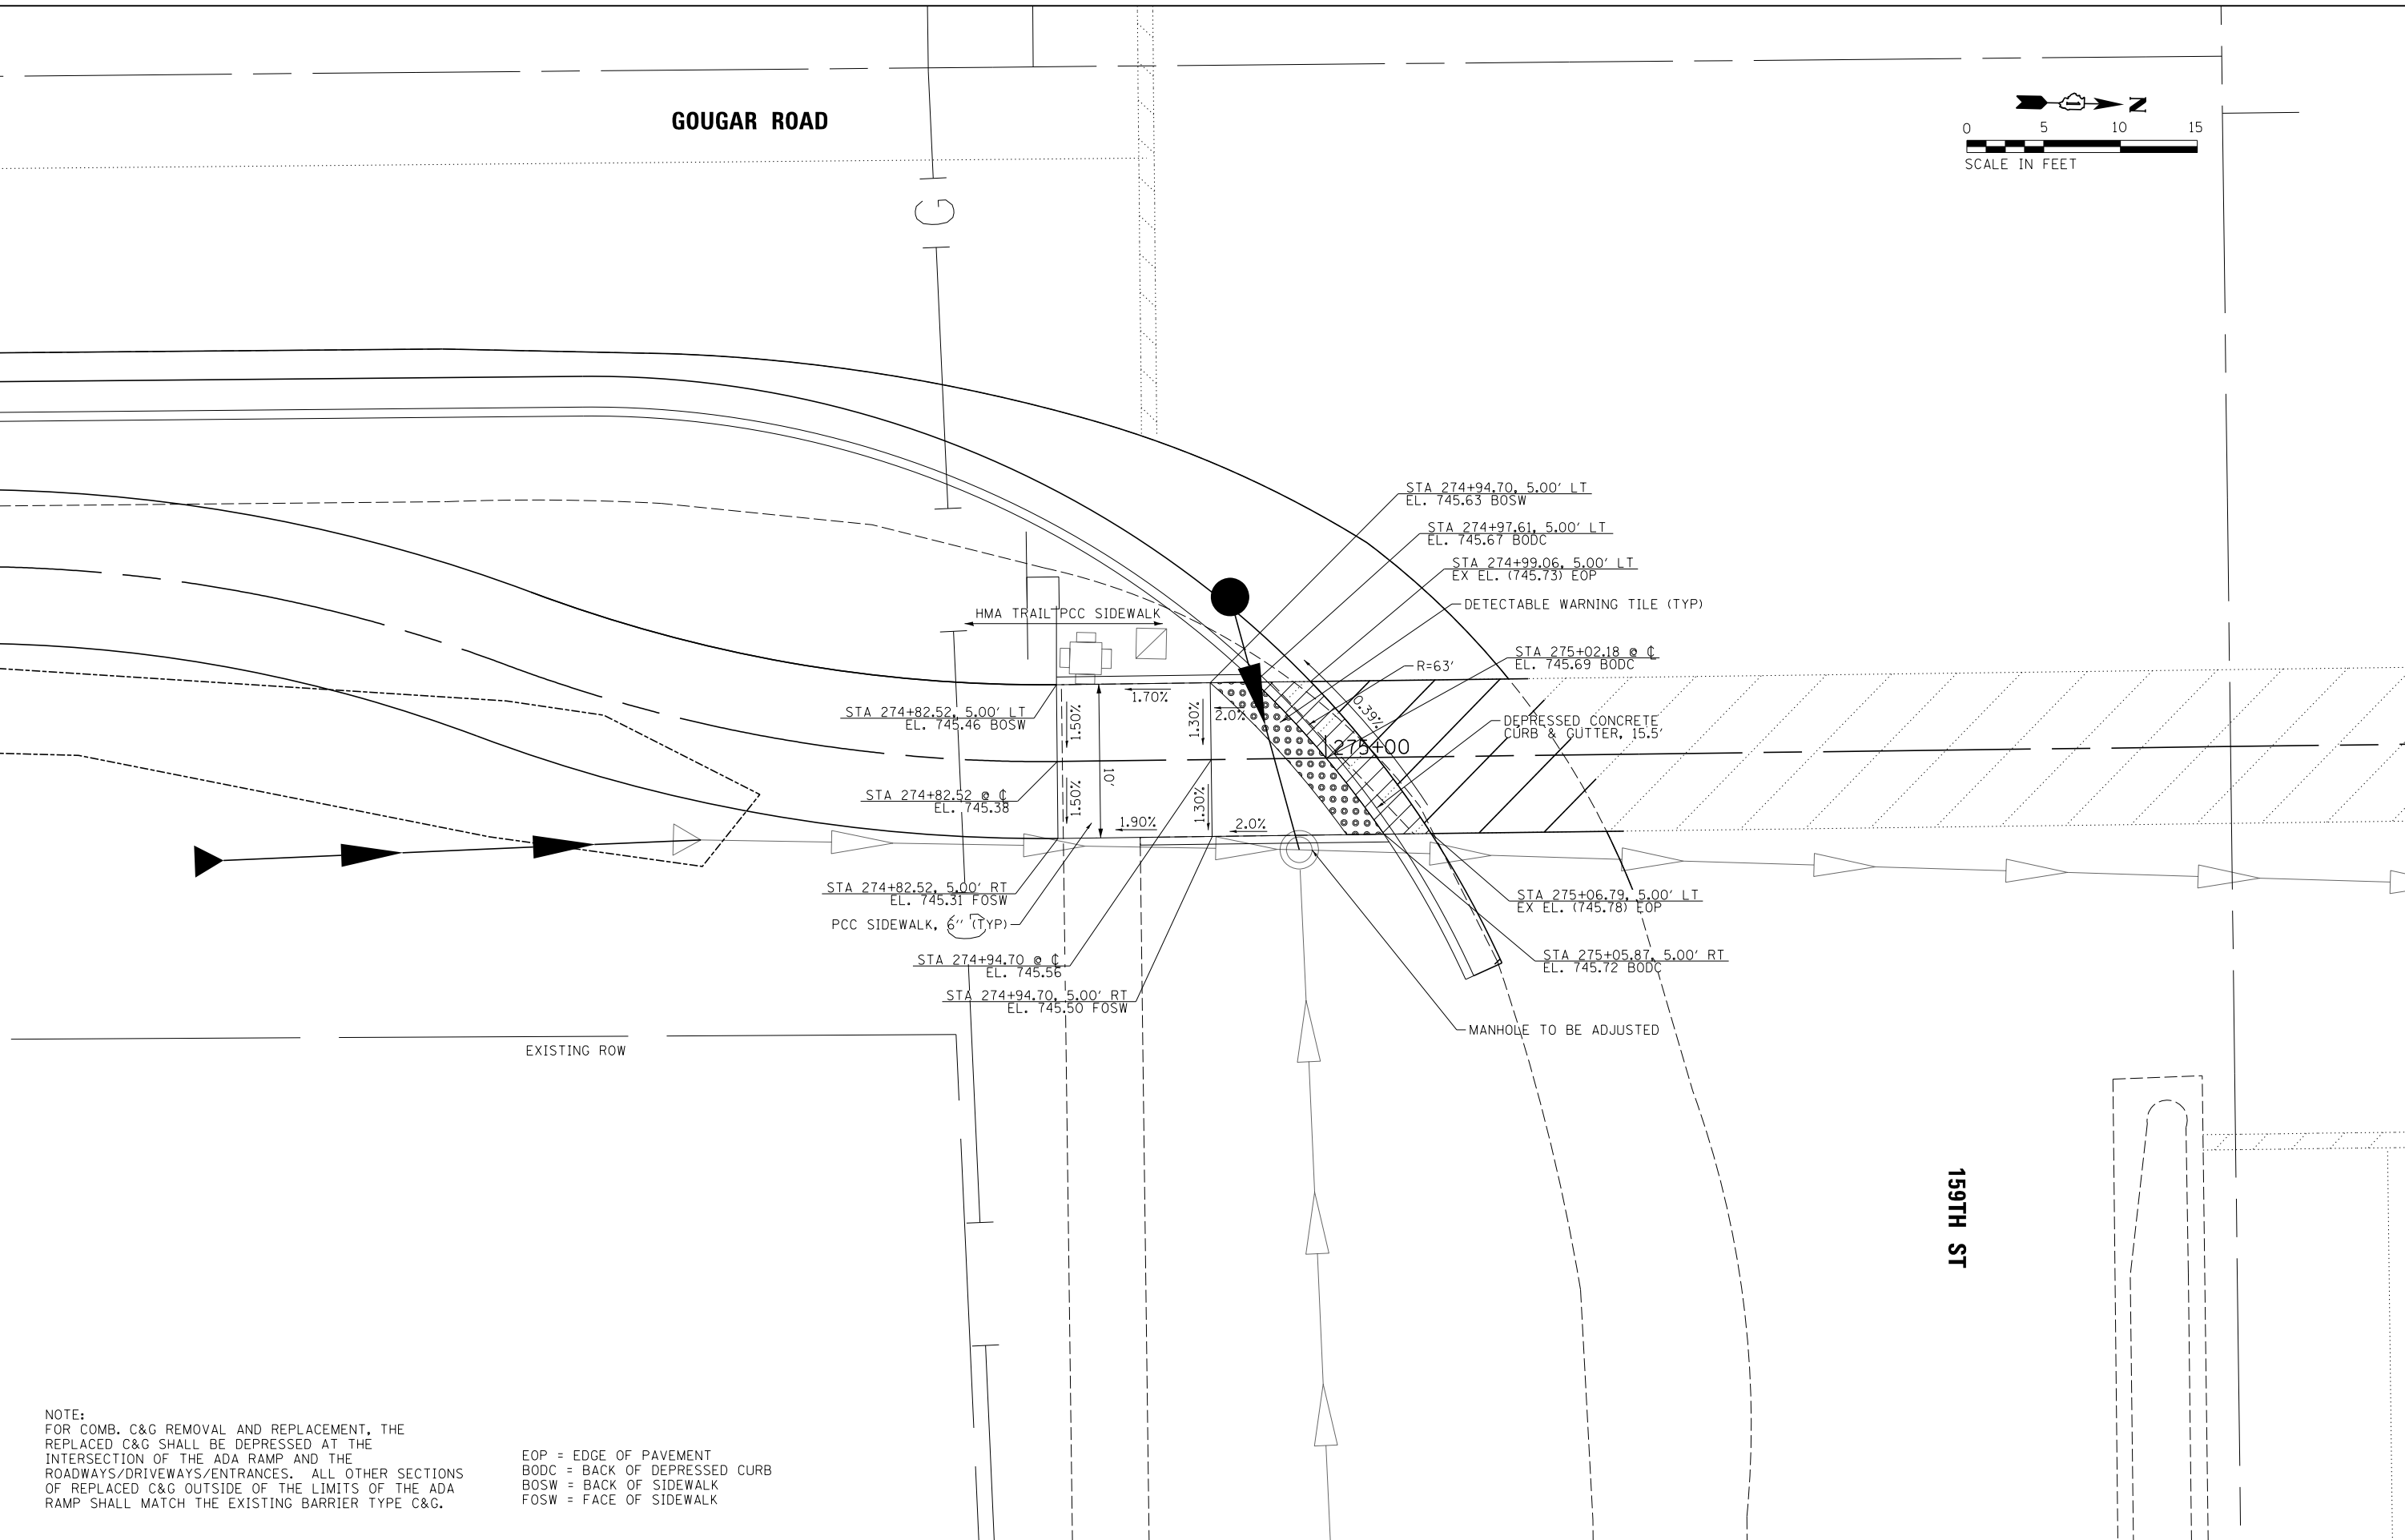 GOUGAR ROAD
N
0 5 10 15
SCALE IN FEET
G
STA 274+94.70, 5.00' LT
EL. 745.63 BOSW
STA 274+97.61, 5.00' LT
EL. 745.67 BODC
STA 274+99.06, 5.00' LT
EX EL. (745.73) EOP
DETECTABLE WARNING TILE (TYP)
HMA TRAIL PCC SIDEWALK
STA 275+02.18 @ ℄
EL. 745.69 BODC
R=63'
1.70%
0.39%
STA 274+82.52, 5.00' LT
EL. 745.46 BOSW
1.50%
1.30%
2.0%
DEPRESSED CONCRETE
CURB & GUTTER, 15.5'
275+00
10'
STA 274+82.52 @ ℄
EL. 745.38
1.50%
1.30%
1.90%
2.0%
STA 274+82.52, 5.00' RT
EL. 745.31 FOSW
STA 275+06.79, 5.00' LT
EX EL. (745.78) EOP
PCC SIDEWALK, 6" (TYP)
G
STA 274+94.70 @ ℄
EL. 745.56
STA 275+05.87, 5.00' RT
EL. 745.72 BODC
STA 274+94.70, 5.00' RT
EL. 745.50 FOSW
MANHOLE TO BE ADJUSTED
EXISTING ROW
159TH ST
NOTE:
FOR COMB. C&G REMOVAL AND REPLACEMENT, THE
REPLACED C&G SHALL BE DEPRESSED AT THE
INTERSECTION OF THE ADA RAMP AND THE
ROADWAYS/DRIVEWAYS/ENTRANCES. ALL OTHER SECTIONS
OF REPLACED C&G OUTSIDE OF THE LIMITS OF THE ADA
RAMP SHALL MATCH THE EXISTING BARRIER TYPE C&G.
EOP = EDGE OF PAVEMENT
BODC = BACK OF DEPRESSED CURB
BOSW = BACK OF SIDEWALK
FOSW = FACE OF SIDEWALK